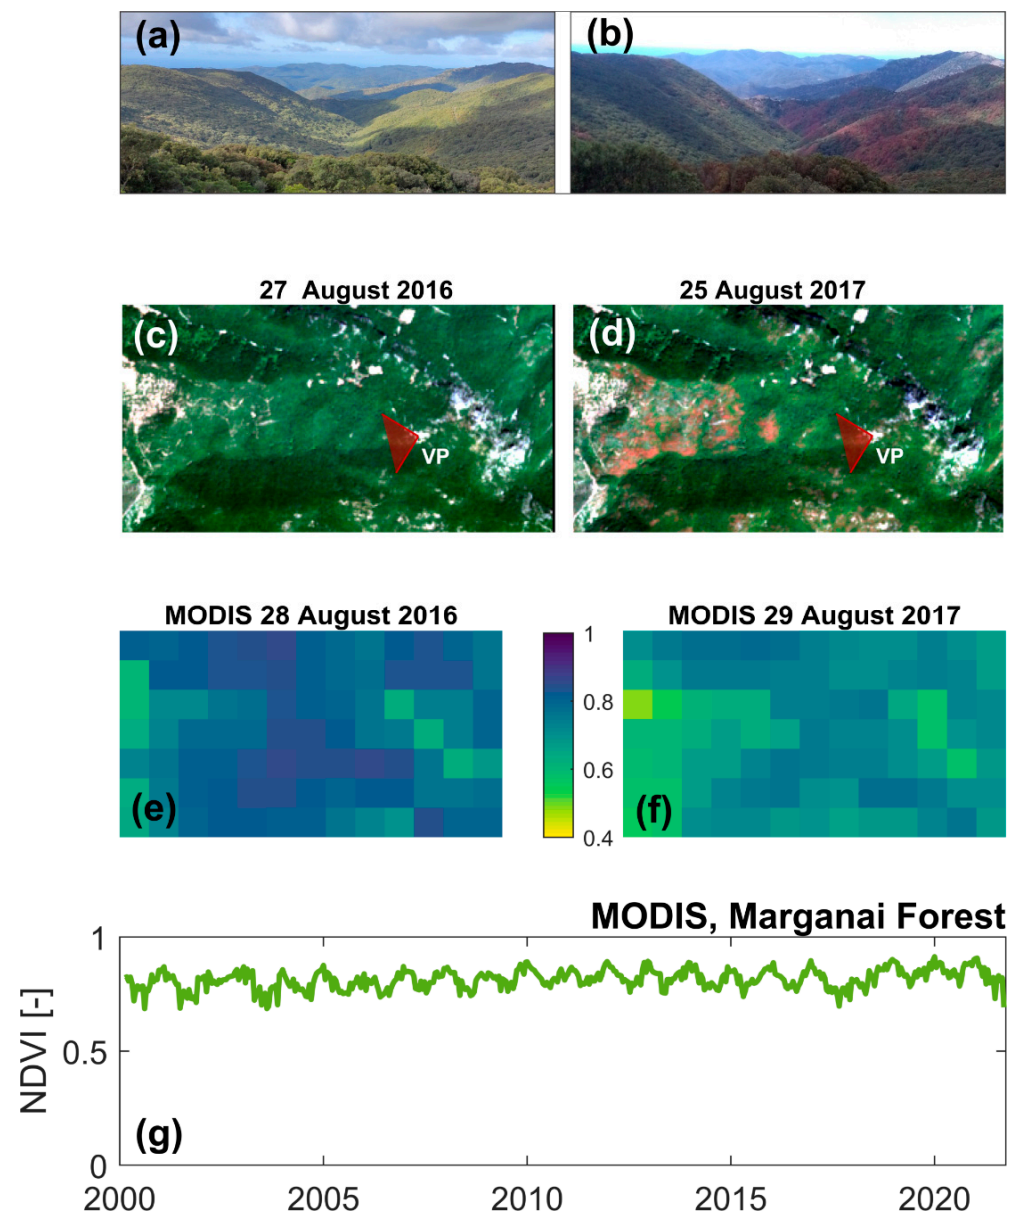 (a)
(b)
27 August 2016
25 August 2017
(c)
(d)
VP
VP
MODIS 28 August 2016
MODIS 29 August 2017
1
0.8
0.6
0.4
(e)
(f)
MODIS, Marganai Forest
1
0.5
0
NDVI [-]
(g)
2000
2005
2010
2015
2020